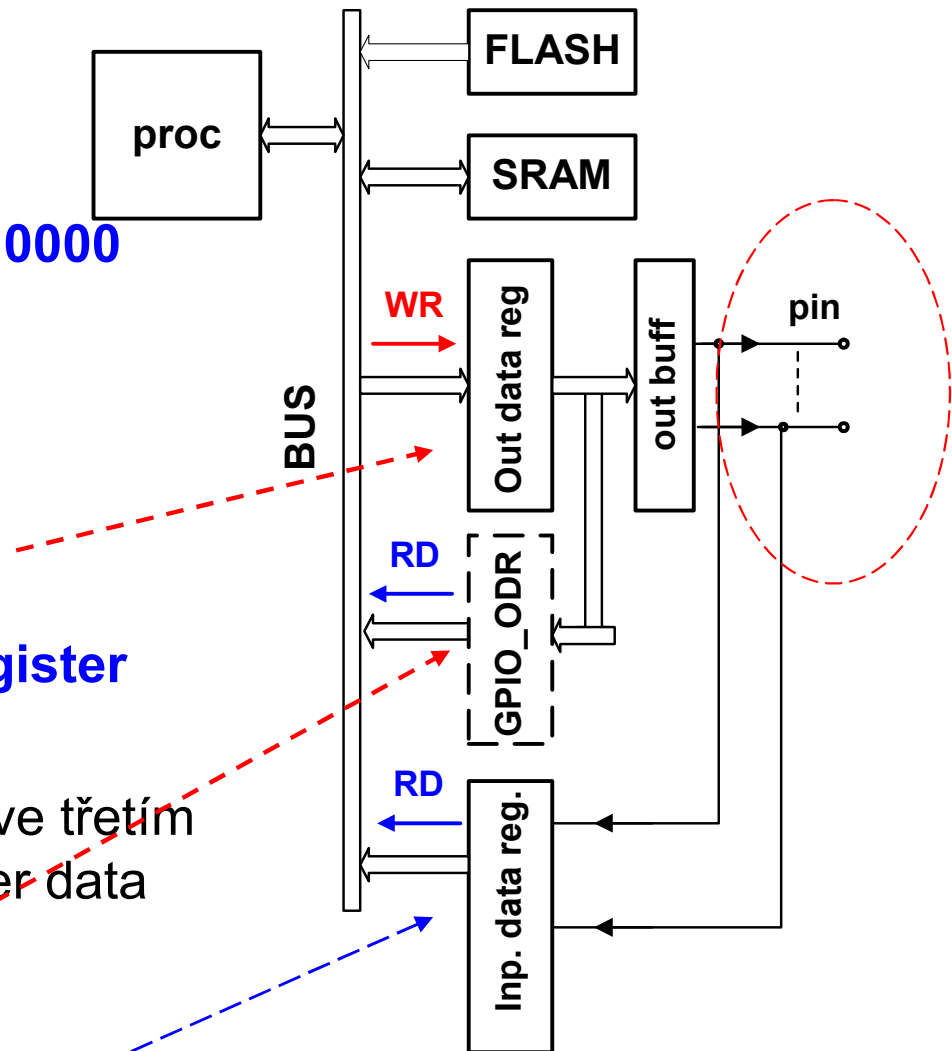 FLASH
proc
SRAM
0000
WR
Out data reg
out buff
pin
BUS
RD
GPIO_ODR
gister
RD
ve třetím
er data
Inp. data reg.